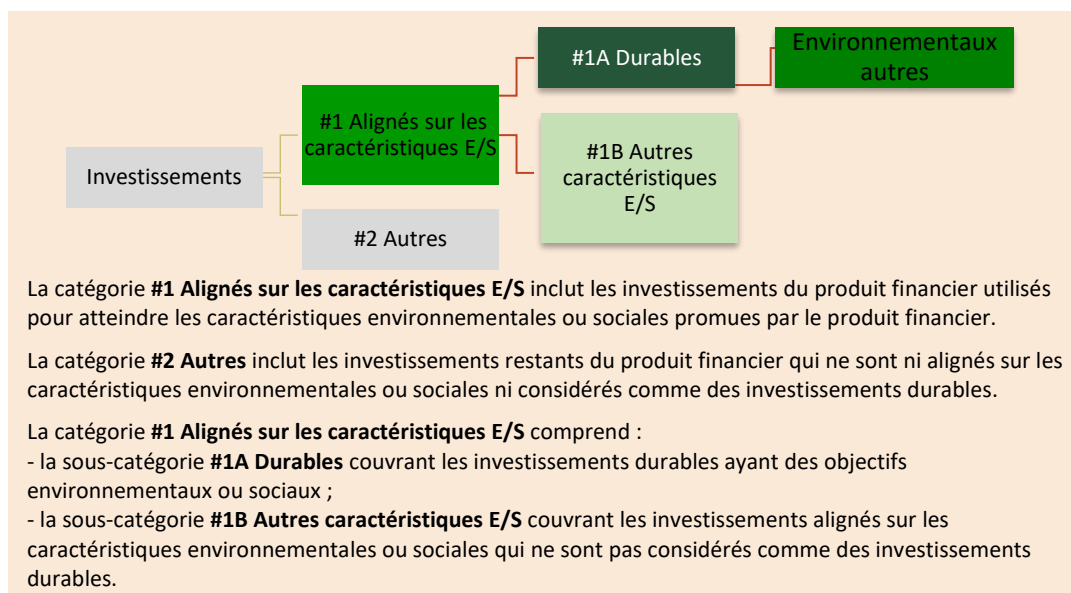 #1A Durables
Environnementaux
autres
#1 Alignés sur les
caractéristiques E/S
#1B Autres
caractéristiques
E/S
Investissements
#2 Autres
La catégorie #1 Alignés sur les caractéristiques E/S inclut les investissements du produit financier utilisés
pour atteindre les caractéristiques environnementales ou sociales promues par le produit financier.
La catégorie #2 Autres inclut les investissements restants du produit financier qui ne sont ni alignés sur les
caractéristiques environnementales ou sociales ni considérés comme des investissements durables.
La catégorie #1 Alignés sur les caractéristiques E/S comprend :
- la sous-catégorie #1A Durables couvrant les investissements durables ayant des objectifs
environnementaux ou sociaux ;
- la sous-catégorie #1B Autres caractéristiques E/S couvrant les investissements alignés sur les
caractéristiques environnementales ou sociales qui ne sont pas considérés comme des investissements
durables.